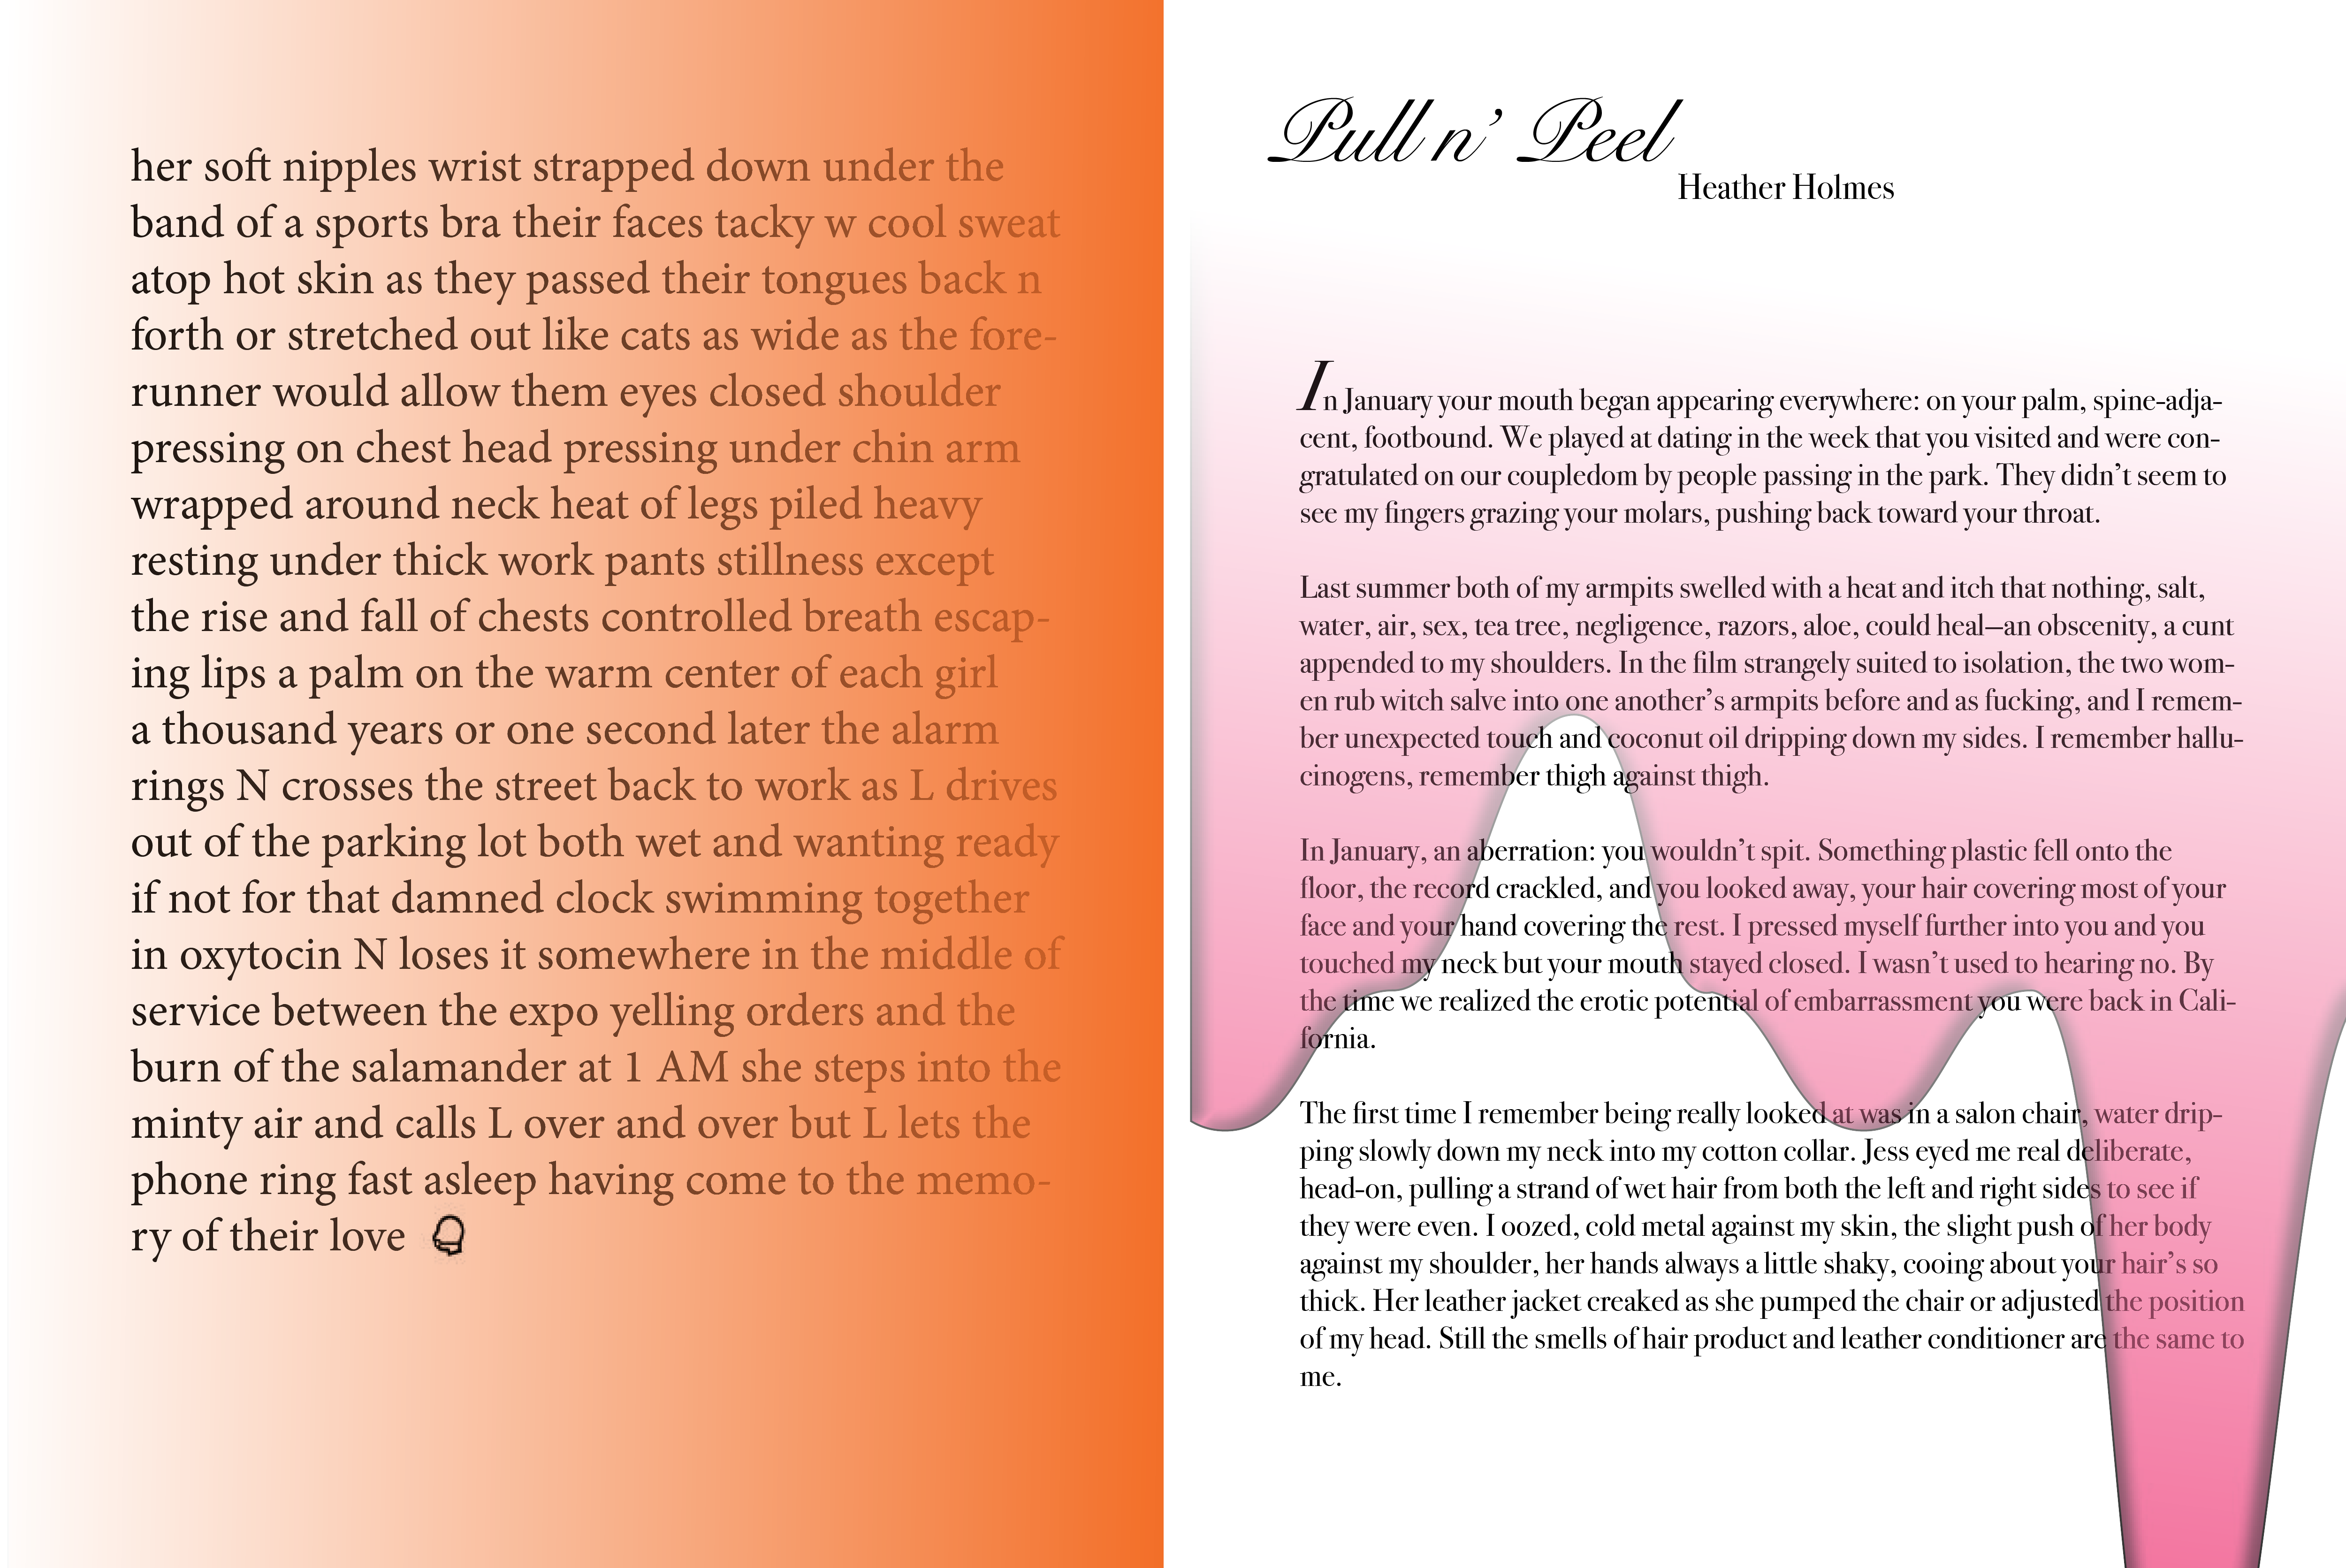 her soft nipples wrist strapped down under the
band of a sports bra their faces tacky w cool sweat
atop hot skin as they passed their tongues back n
forth or stretched out like cats as wide as the fore-
runner would allow them eyes closed shoulder
pressing on chest head pressing under chin arm
wrapped around neck heat of legs piled heavy
resting under thick work pants stillness except
the rise and fall of chests controlled breath escap-
ing lips a palm on the warm center of each girl
a thousand years or one second later the alarm
rings N crosses the street back to work as L drives
out of the parking lot both wet and wanting ready
if not for that damned clock swimming together
in oxytocin N loses it somewhere in the middle of
service between the expo yelling orders and the
burn of the salamander at 1 AM she steps into the
minty air and calls L over and over but L lets the
phone ring fast asleep having come to the memo-
ry of their love
Pull n’ Peel
Heather Holmes
In January your mouth began appearing everywhere: on your palm, spine-adja-
cent, footbound. We played at dating in the week that you visited and were con-
gratulated on our coupledom by people passing in the park. They didn’t seem to
see my fingers grazing your molars, pushing back toward your throat.
Last summer both of my armpits swelled with a heat and itch that nothing, salt,
water, air, sex, tea tree, negligence, razors, aloe, could heal—an obscenity, a cunt
appended to my shoulders. In the film strangely suited to isolation, the two wom-
en rub witch salve into one another’s armpits before and as fucking, and I remem-
ber unexpected touch and coconut oil dripping down my sides. I remember hallu-
cinogens, remember thigh against thigh.
In January, an aberration: you wouldn’t spit. Something plastic fell onto the
floor, the record crackled, and you looked away, your hair covering most of your
face and your hand covering the rest. I pressed myself further into you and you
touched my neck but your mouth stayed closed. I wasn’t used to hearing no. By
the time we realized the erotic potential of embarrassment you were back in Cali-
fornia.
The first time I remember being really looked at was in a salon chair, water drip-
ping slowly down my neck into my cotton collar. Jess eyed me real deliberate,
head-on, pulling a strand of wet hair from both the left and right sides to see if
they were even. I oozed, cold metal against my skin, the slight push of her body
against my shoulder, her hands always a little shaky, cooing about your hair’s so
thick. Her leather jacket creaked as she pumped the chair or adjusted the position
of my head. Still the smells of hair product and leather conditioner are the same to
me.